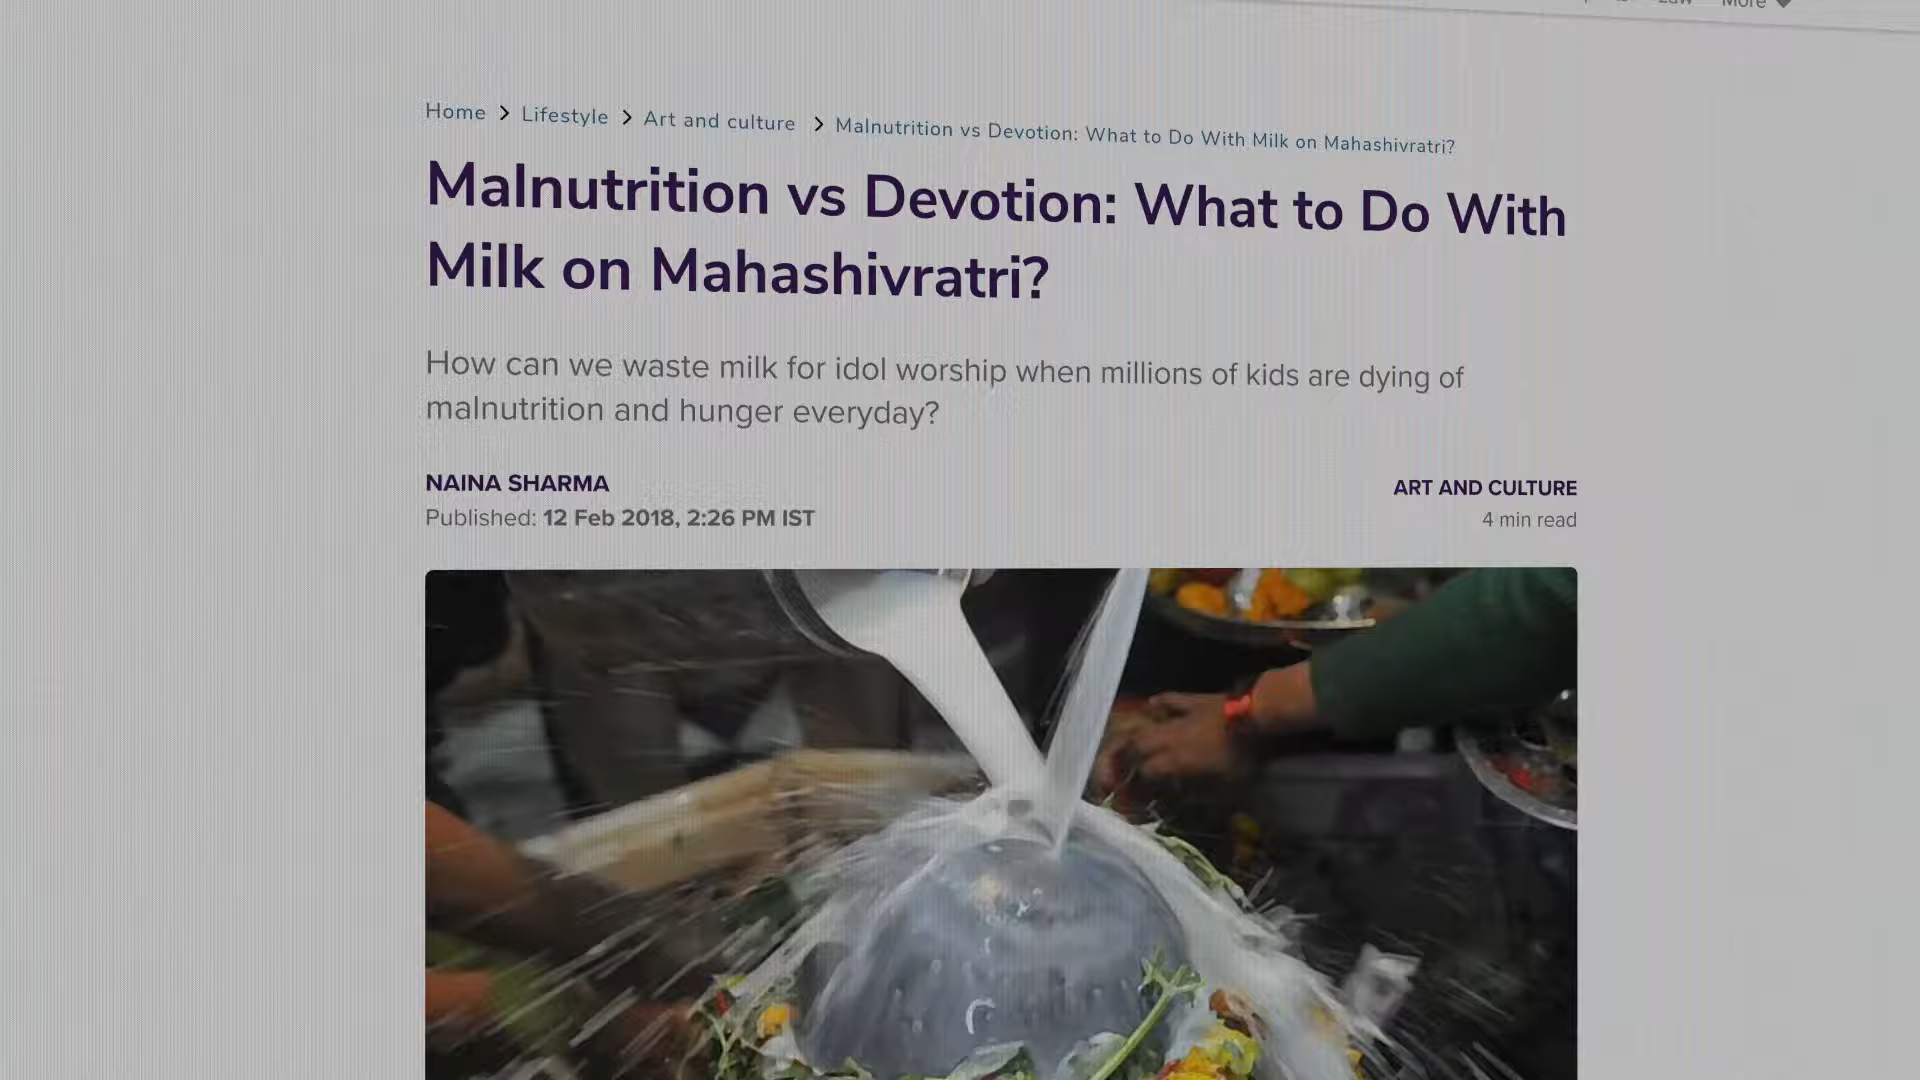 More
Home > Lifestyle > Art and culture > Malnutrition vs Devotion: What to Do With Milk on Mahashivratri?
Malnutrition vs Devotion: What to Do With
Milk on Mahashivratri?
How can we waste milk for idol worship when millions of kids are dying of
malnutrition and hunger everyday?
NAINA SHARMA
ART AND CULTURE
Published: 12 Feb 2018, 2:26 PM IST
4 min read